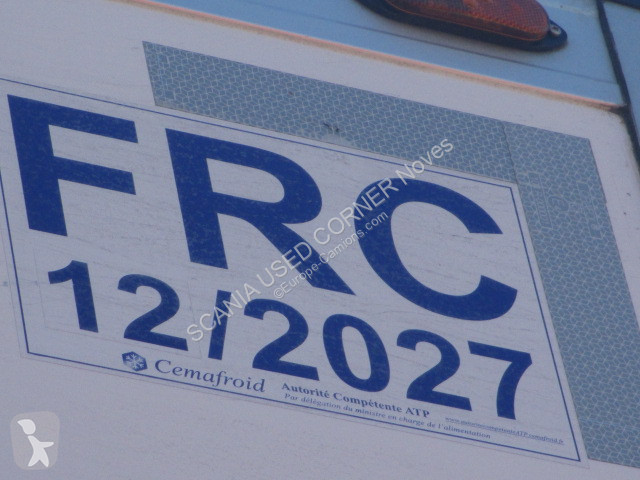 FRC
12/2027
Cemafroid
Autorité Compétente ATP
Par délégation du ministre en charge de l'alimentation
SCANIA USED CORNER Noves
©Europe-Camions.com